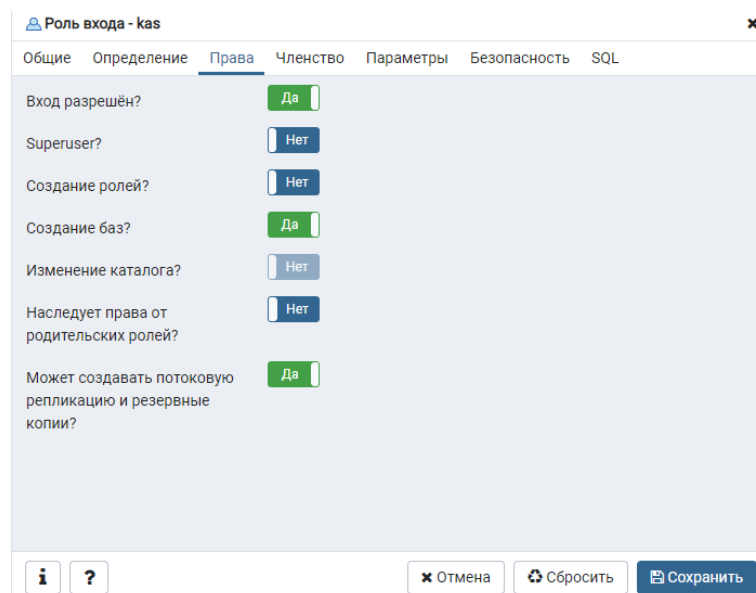 Роль входа - kas
Общие Определение Права Членство Параметры Безопасность SQL
Вход разрешён? Да
Superuser? Нет
Создание ролей? Нет
Создание баз? Да
Изменение каталога? Нет
Наследует права от Нет
родительских ролей?
Может создавать потоковую Да
репликацию и резервные
копии?
i ? Отмена Сбросить Сохранить